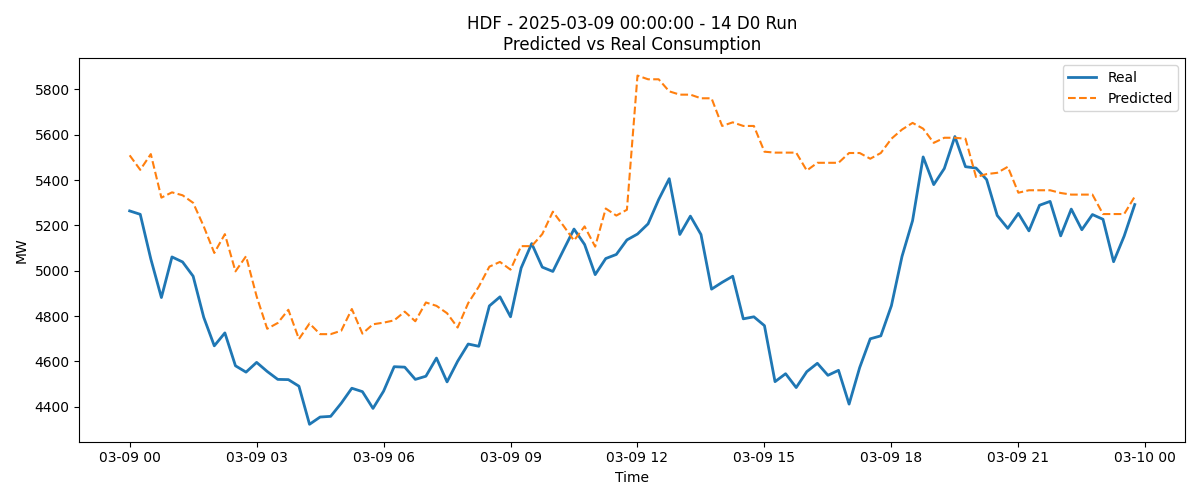 HDF - 2025-03-09 00:00:00 - 14 D0 Run
Predicted vs Real Consumption
Real
Predicted
MW
5800
5600
5400
5200
5000
4800
4600
4400
03-09 00
03-09 03
03-09 06
03-09 09
03-09 12
03-09 15
03-09 18
03-09 21
03-10 00
Time